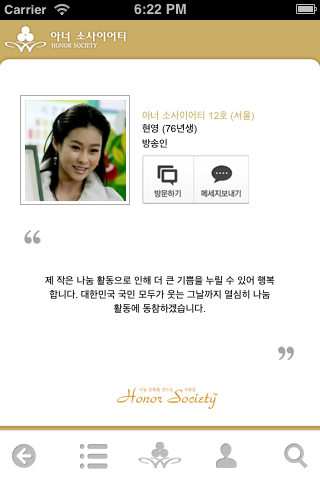 Carrier 6:22 PM
아너 소사이어티
HONOR SOCIETY
아너 소사이어티 12호 (서울)
현영 (76년생)
방송인
방문하기 메세지보내기
“
제 작은 나눔 활동으로 인해 더 큰 기쁨을 누릴 수 있어 행복
합니다. 대한민국 국민 모두가 웃는 그날까지 열심히 나눔
활동에 동참하겠습니다.
”
Honor Society